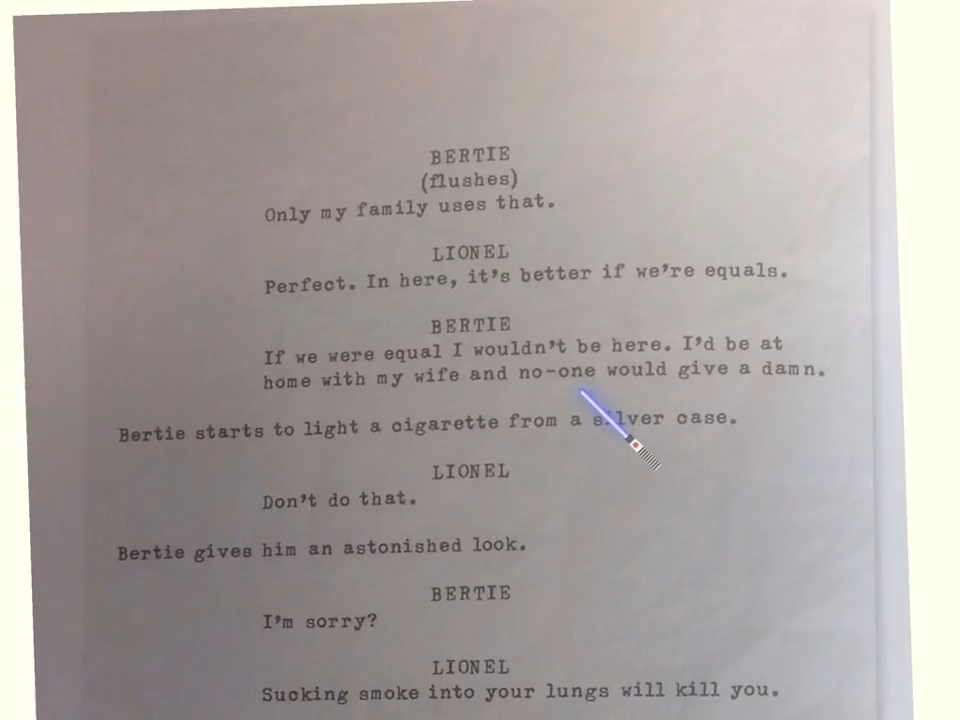 BERTIE
(flushes)
Only my family uses that.
LIONEL
Perfect. In here, it's better if we're equals.
BERTIE
If we were equal I wouldn't be here. I'd be at
home with my wife and no-one would give a damn.
Bertie starts to light a cigarette from a silver case.
LIONEL
Don't do that.
Bertie gives him an astonished look.
BERTIE
I'm sorry?
LIONEL
Sucking smoke into your lungs will kill you.